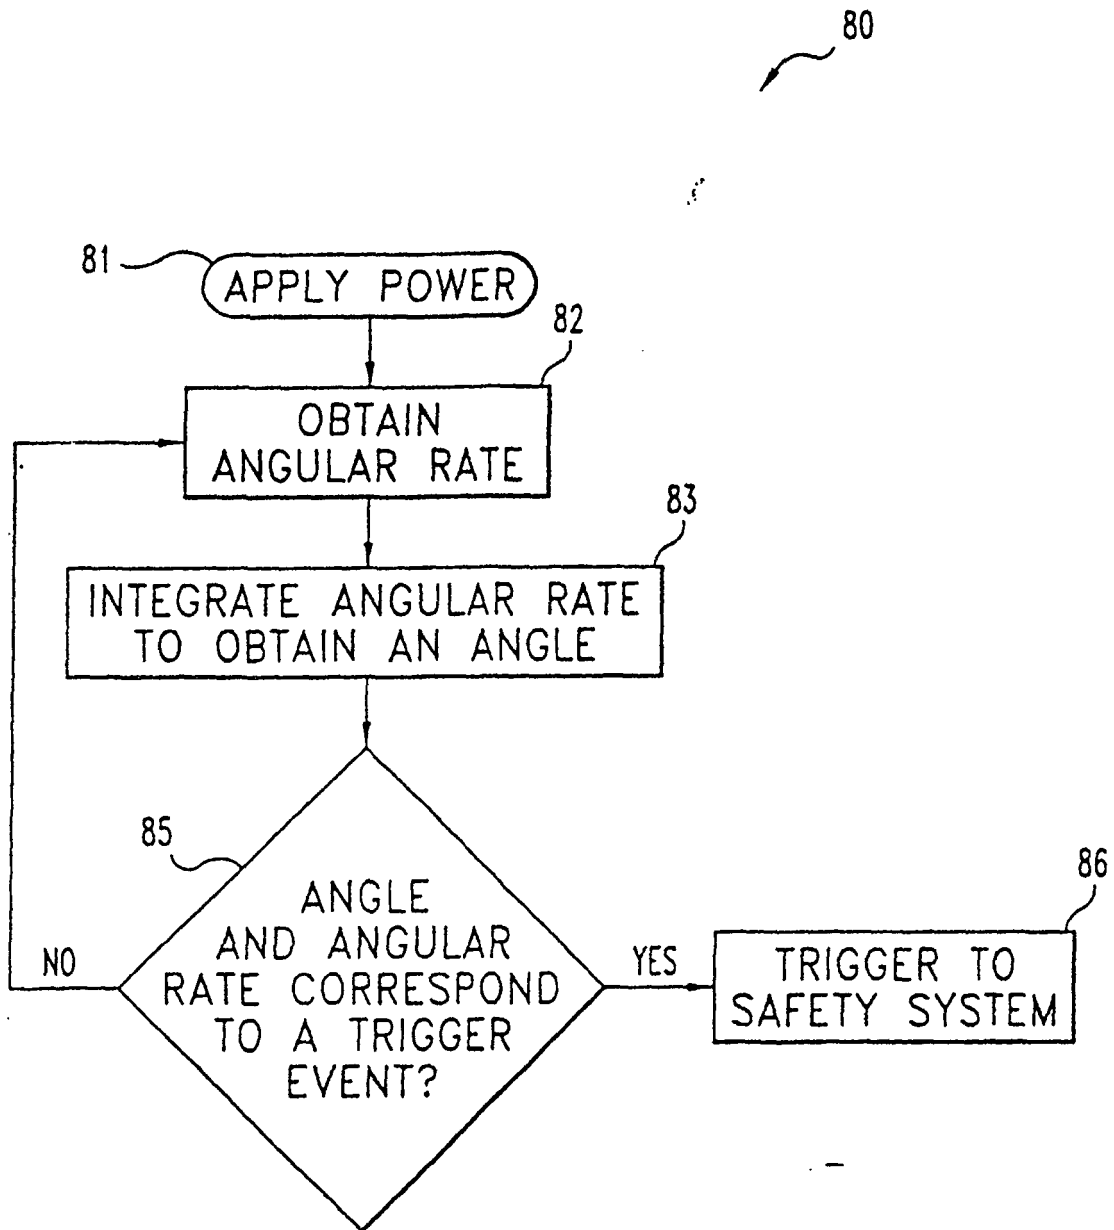 80
81
APPLY POWER
82
OBTAIN
ANGULAR RATE
83
INTEGRATE ANGULAR RATE
TO OBTAIN AN ANGLE
85
ANGLE
AND ANGULAR
RATE CORRESPOND
TO A TRIGGER
EVENT?
NO
YES
86
TRIGGER TO
SAFETY SYSTEM